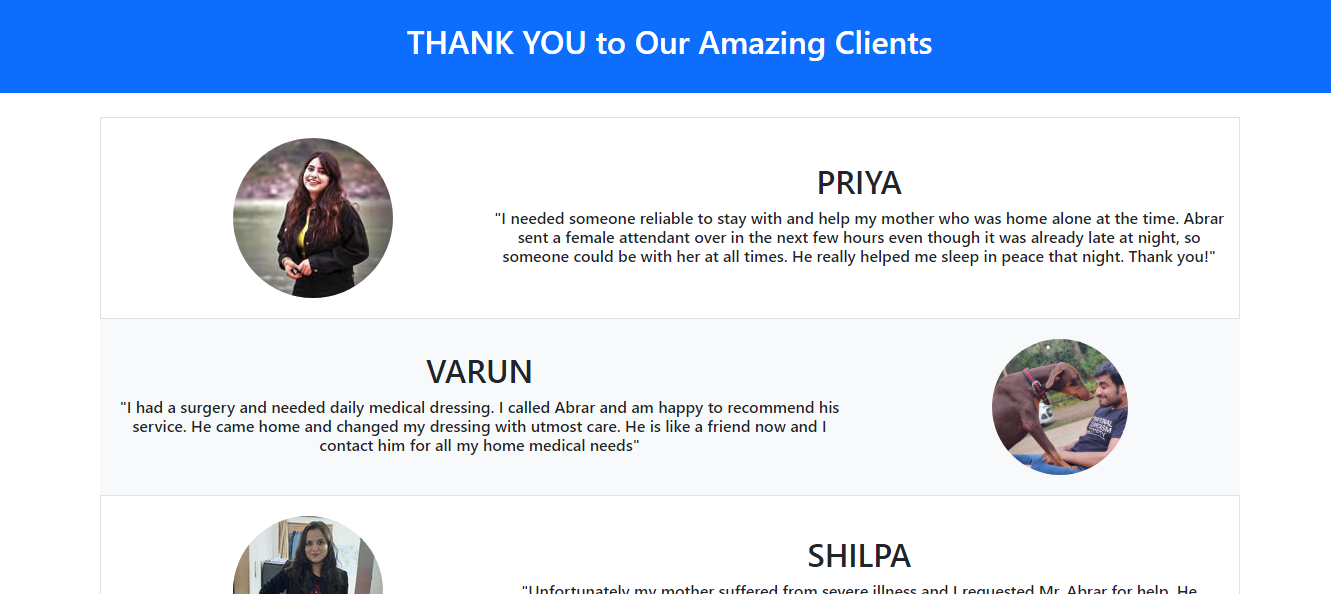 THANK YOU to Our Amazing Clients
PRIYA
"I needed someone reliable to stay with and help my mother who was home alone at the time. Abrar
sent a female attendant over in the next few hours even though it was already late at night, so
someone could be with her at all times. He really helped me sleep in peace that night. Thank you!"
VARUN
"I had a surgery and needed daily medical dressing. I called Abrar and am happy to recommend his
service. He came home and changed my dressing with utmost care. He is like a friend now and I
contact him for all my home medical needs"
SHILPA
"Unfortunately my mother suffered from severe illness and I requested Mr. Abrar for help. He